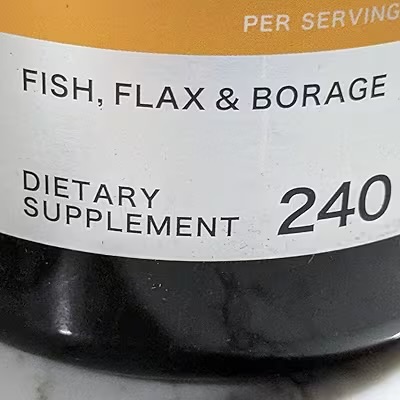 PER SERVING
FISH, FLAX & BORAGE
DIETARY
SUPPLEMENT
240